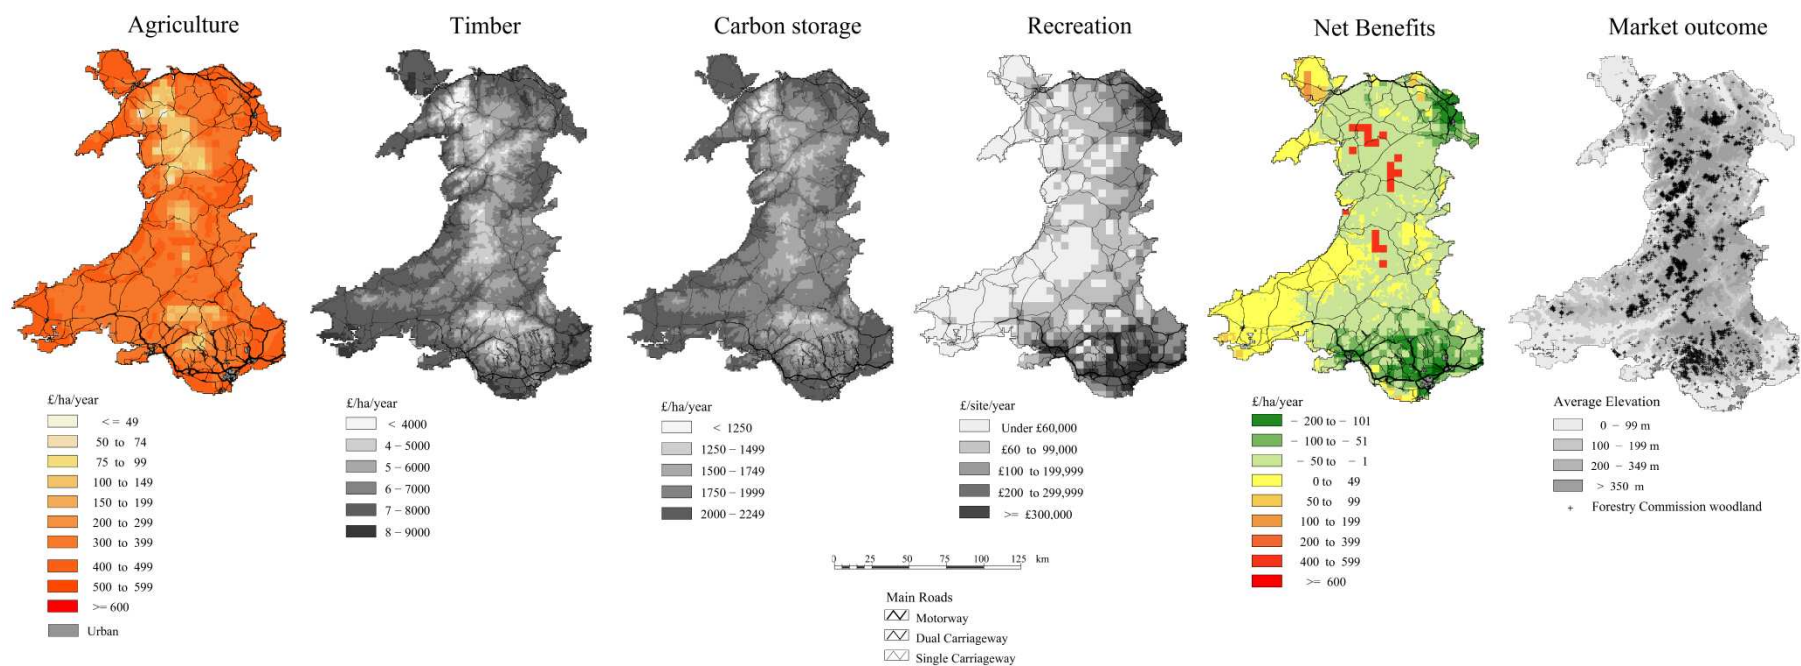 Agriculture
Timber
Carbon storage
Recreation
Net Benefits
Market outcome
£/ha/year
< = 49
50 to 74
75 to 99
100 to 149
150 to 199
200 to 299
300 to 399
400 to 499
500 to 599
>= 600
Urban
£/ha/year
< 4000
4 – 5000
5 – 6000
6 – 7000
7 – 8000
8 – 9000
£/ha/year
< 1250
1250 – 1499
1500 – 1749
1750 – 1999
2000 – 2249
£/site/year
Under £60,000
£60 to 99,000
£100 to 199,999
£200 to 299,999
>= £300,000
£/ha/year
– 200 to – 101
– 100 to – 51
– 50 to – 1
0 to 49
50 to 99
100 to 199
200 to 399
400 to 599
>= 600
Average Elevation
0 – 99 m
100 – 199 m
200 – 349 m
> 350 m
+ Forestry Commission woodland
0 25 50 75 100 125 km
Main Roads
Motorway
Dual Carriageway
Single Carriageway